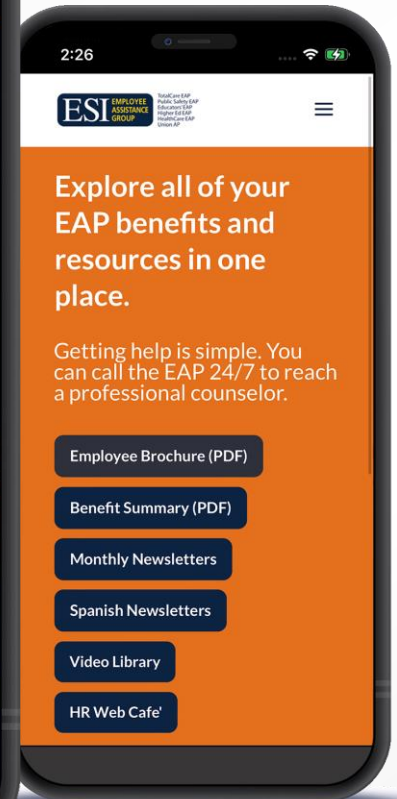 2:26
ESI EMPLOYEE
ASSISTANCE
GROUP
TotalCare EAP
Public Safety EAP
Educators' EAP
Higher Ed EAP
HealthCare EAP
Union AP
Explore all of your
EAP benefits and
resources in one
place.
Getting help is simple. You
can call the EAP 24/7 to reach
a professional counselor.
Employee Brochure (PDF)
Benefit Summary (PDF)
Monthly Newsletters
Spanish Newsletters
Video Library
HR Web Cafe'